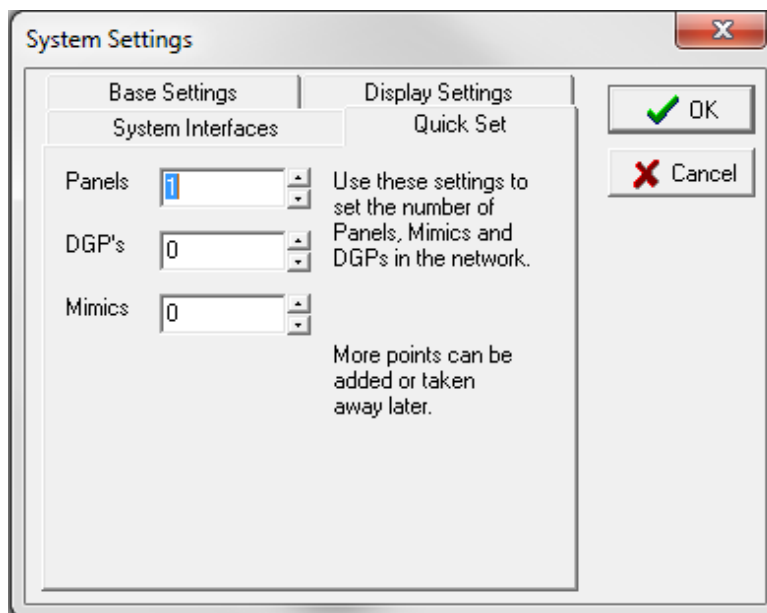 System Settings
Base Settings
Display Settings
System Interfaces
Quick Set
OK
Cancel
Panels
1
DGP's
0
Mimics
0
Use these settings to
set the number of
Panels, Mimics and
DGPs in the network.
More points can be
added or taken
away later.